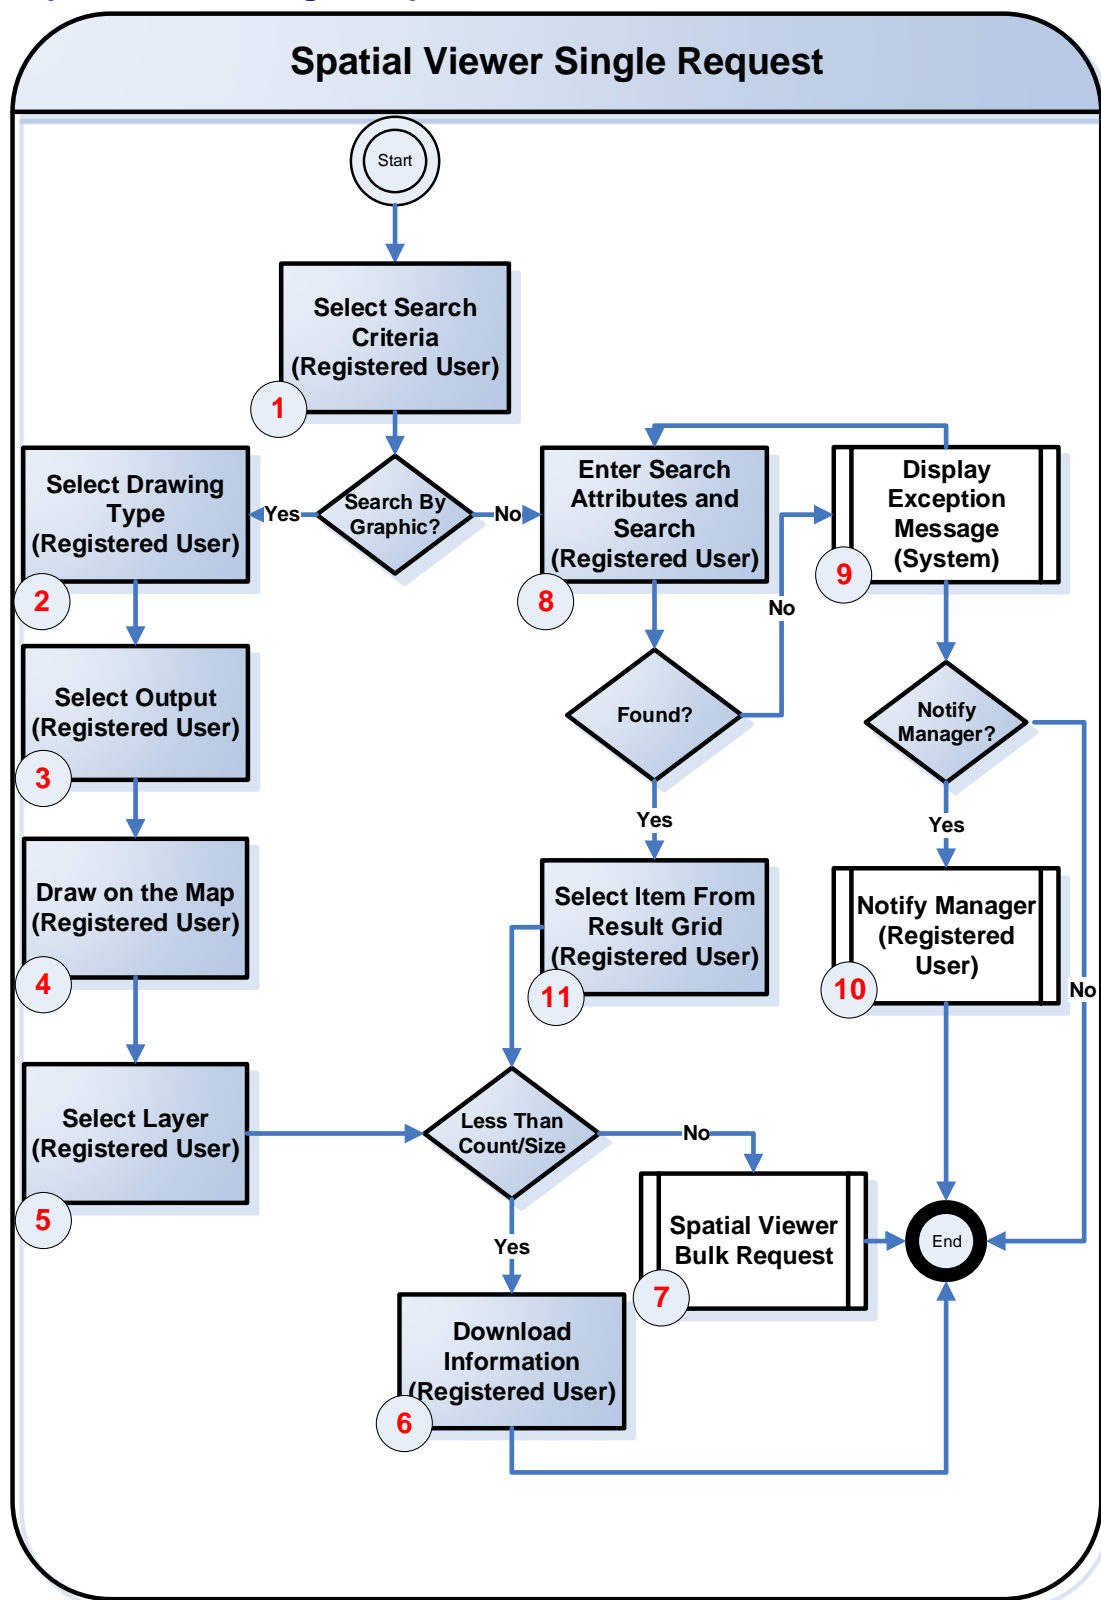 Spatial Viewer Single Request
Start
Select Search
Criteria
(Registered User)
1
Search By
Graphic?
Yes
No
Select Drawing
Type
(Registered User)
2
Enter Search
Attributes and
Search
(Registered User)
8
Display
Exception
Message
(System)
9
No
Select Output
(Registered User)
3
Found?
Notify
Manager?
Yes
Yes
Draw on the Map
(Registered User)
4
Select Item From
Result Grid
(Registered User)
11
Notify Manager
(Registered
User)
10
No
Select Layer
(Registered User)
5
Less Than
Count/Size
No
Yes
Spatial Viewer
Bulk Request
7
End
Download
Information
(Registered User)
6